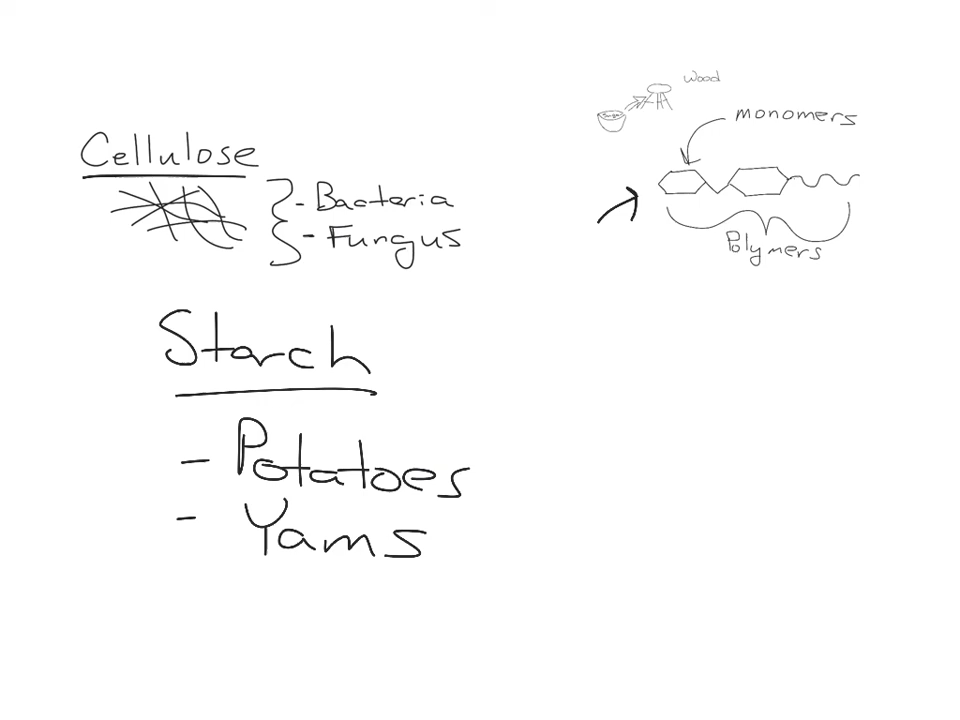 Wood
monomers
Cellulose
- Bacteria
- Fungus
Polymers
Starch
- Potatoes
- Yams